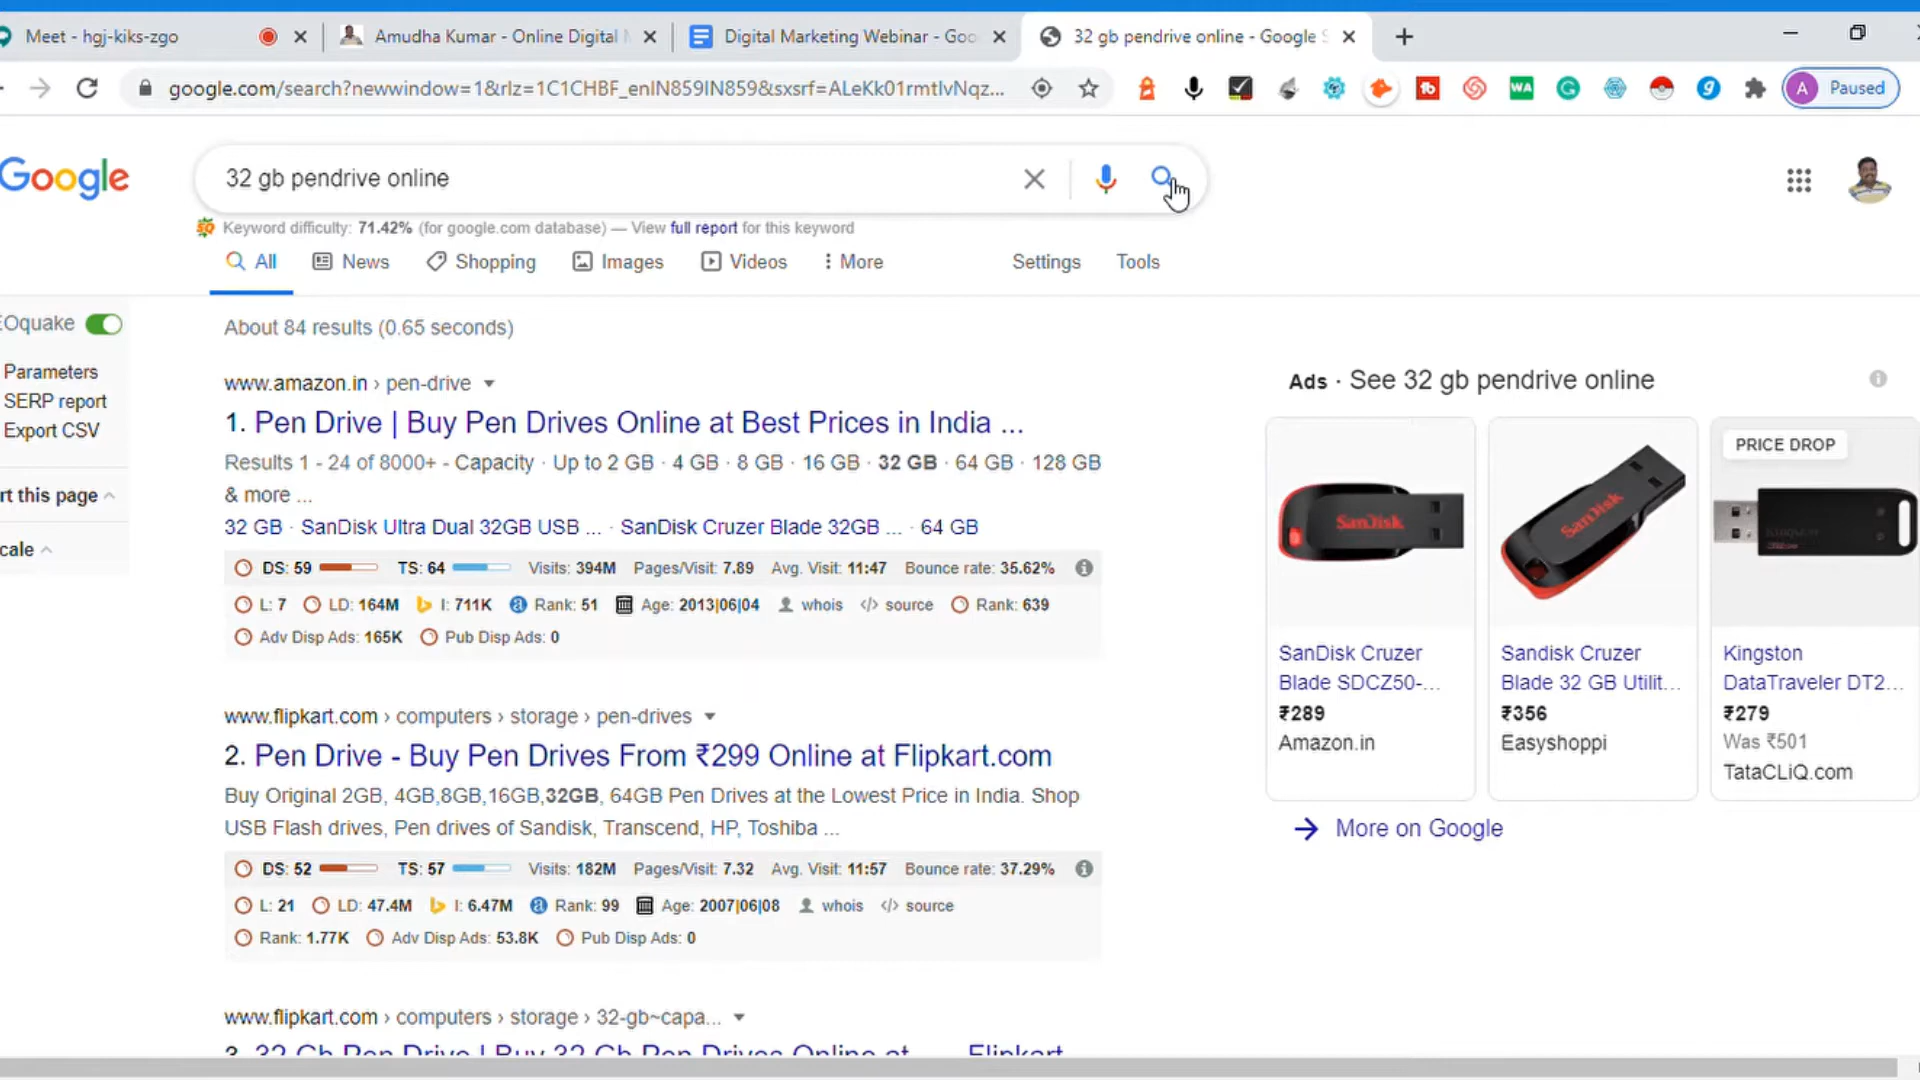 Meet - hgj-kiks-zgo
Amudha Kumar - Online Digital
Digital Marketing Webinar - Goo
32 gb pendrive online - Google S
google.com/search?newwindow=1&rlz=1C1CHBF_enIN859IN859&sxsrf=ALeKk01rmtIvNqz...
A Paused
Google
32 gb pendrive online
Keyword difficulty: 71.42% (for google.com database) — View full report for this keyword
All News Shopping Images Videos More Settings Tools
EOquake
Parameters
SERP report
Export CSV
rt this page
cale
About 84 results (0.65 seconds)
www.amazon.in › pen-drive
1. Pen Drive | Buy Pen Drives Online at Best Prices in India ...
Results 1 - 24 of 8000+ - Capacity · Up to 2 GB · 4 GB · 8 GB · 16 GB · 32 GB · 64 GB · 128 GB
& more ...
32 GB · SanDisk Ultra Dual 32GB USB ... · SanDisk Cruzer Blade 32GB ... · 64 GB
DS: 59 TS: 64 Visits: 394M Pages/Visit: 7.89 Avg. Visit: 11:47 Bounce rate: 35.62%
L: 7 LD: 164M I: 711K Rank: 51 Age: 2013|06|04 whois </> source Rank: 639
Adv Disp Ads: 165K Pub Disp Ads: 0
www.flipkart.com › computers › storage › pen-drives
2. Pen Drive - Buy Pen Drives From ₹299 Online at Flipkart.com
Buy Original 2GB, 4GB,8GB,16GB,32GB, 64GB Pen Drives at the Lowest Price in India. Shop
USB Flash drives, Pen drives of Sandisk, Transcend, HP, Toshiba ...
DS: 52 TS: 57 Visits: 182M Pages/Visit: 7.32 Avg. Visit: 11:57 Bounce rate: 37.29%
L: 21 LD: 47.4M I: 6.47M Rank: 99 Age: 2007|06|08 whois </> source
Rank: 1.77K Adv Disp Ads: 53.8K Pub Disp Ads: 0
www.flipkart.com › computers › storage › 32-gb~capa...
3. 32 Gb Pen Drive | Buy 32 Gb Pen Drives Online at ... - Flipkart
Ads · See 32 gb pendrive online
SanDisk
SanDisk Cruzer
Blade SDCZ50-...
₹289
Amazon.in
SanDisk
Sandisk Cruzer
Blade 32 GB Utilit...
₹356
Easyshoppi
PRICE DROP
Kingston
Kingston
DataTraveler DT2...
₹279
Was ₹501
TataCLiQ.com
More on Google